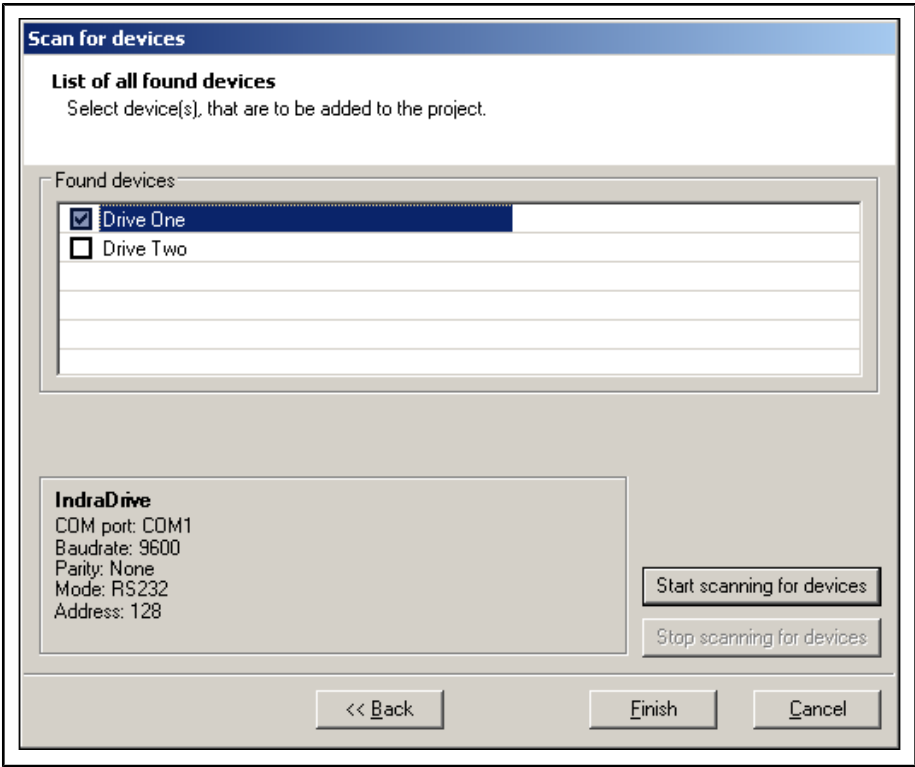 Scan for devices
List of all found devices
Select device(s), that are to be added to the project.
Found devices
Drive One
Drive Two
IndraDrive
COM port: COM1
Baudrate: 9600
Parity: None
Mode: RS232
Address: 128
Start scanning for devices
Stop scanning for devices
<< Back
Finish
Cancel